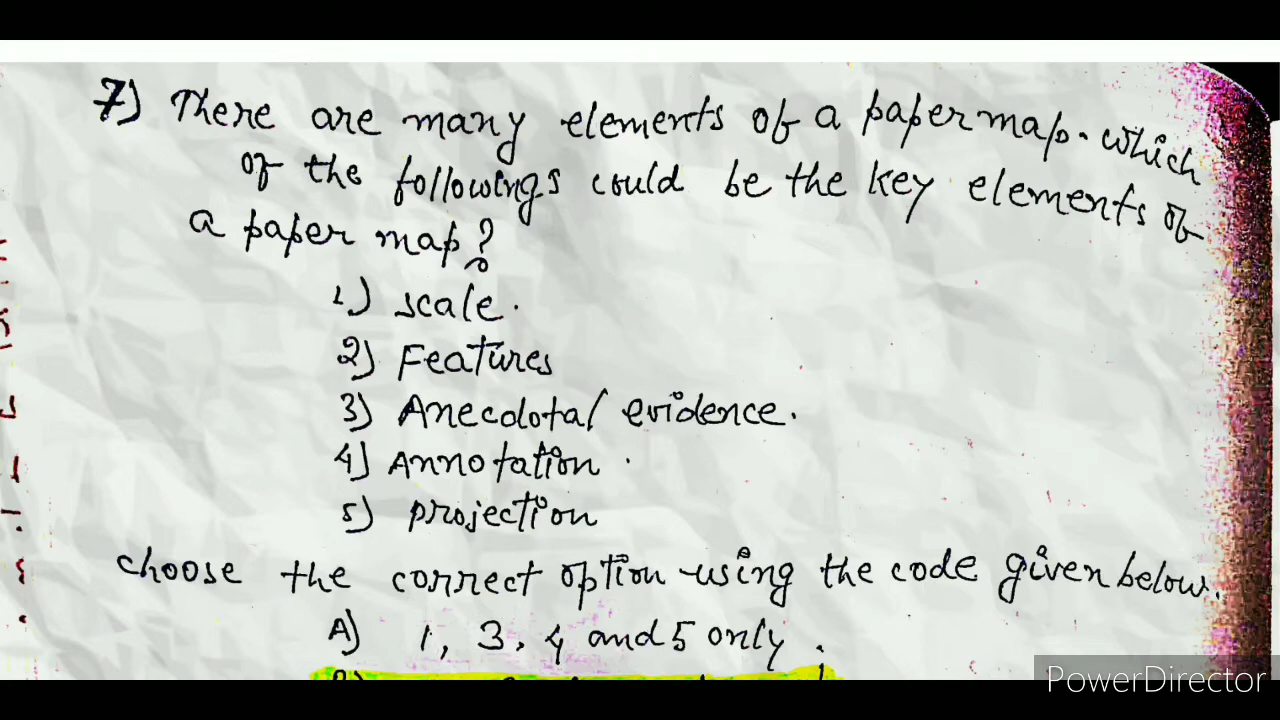 7) There are many elements of a paper map. which
of the followings could be the key elements of
a paper map?
1) scale.
2) Features
3) Anecdotal evidence.
4) Annotation.
5) projection
choose the correct option using the code given below.
A) 1, 3, 4 and 5 only.
PowerDirector